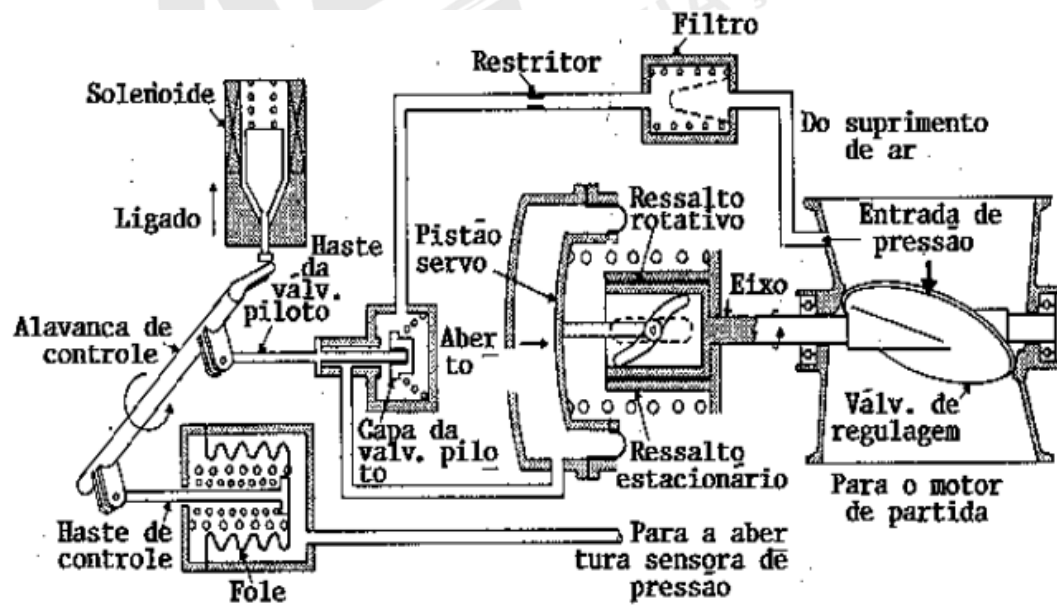 Filtro
Restritor
Solenoide
Do suprimento
de ar
Ligado
Haste
da
valv.
piloto
Pistão
servo
Ressalto
rotativo
Entrada de
pressão
Eixo
Alavanca de
controle
Aber
to
Capa da
valv. pilo
to
Válv. de
regulagem
Ressalto
estacionário
Para o motor
de partida
Haste de
controle
Fole
Para a aber
tura sensora de
pressão